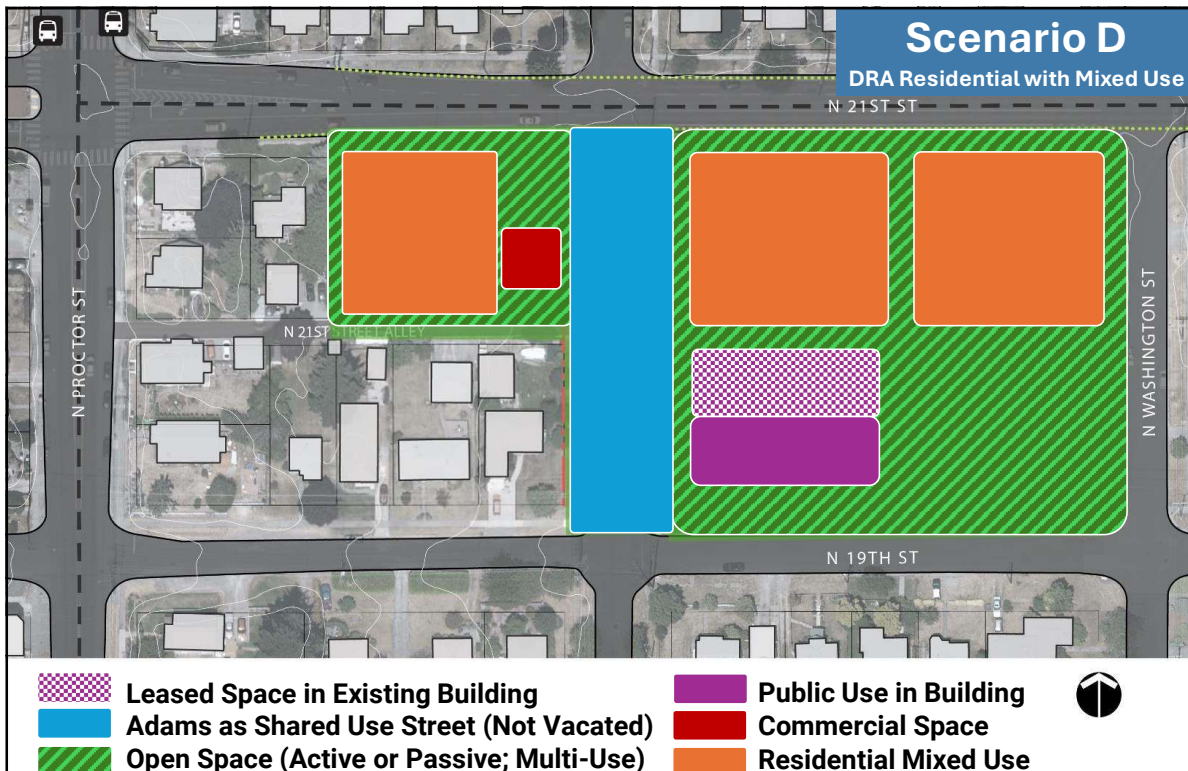 Scenario D
DRA Residential with Mixed Use
N 21ST ST
N PROCTOR ST
N 21ST STREET ALLEY
N WASHINGTON ST
N 19TH ST
Leased Space in Existing Building
Adams as Shared Use Street (Not Vacated)
Open Space (Active or Passive; Multi-Use)
Public Use in Building
Commercial Space
Residential Mixed Use